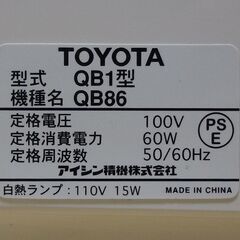 TOYOTA
型式 QB1型
機種名 QB86
定格電圧 100V
定格消費電力 60W
定格周波数 50/60Hz
PS
E
アイシン精機株式会社
白熱ランプ：110V 15W MADE IN CHINA